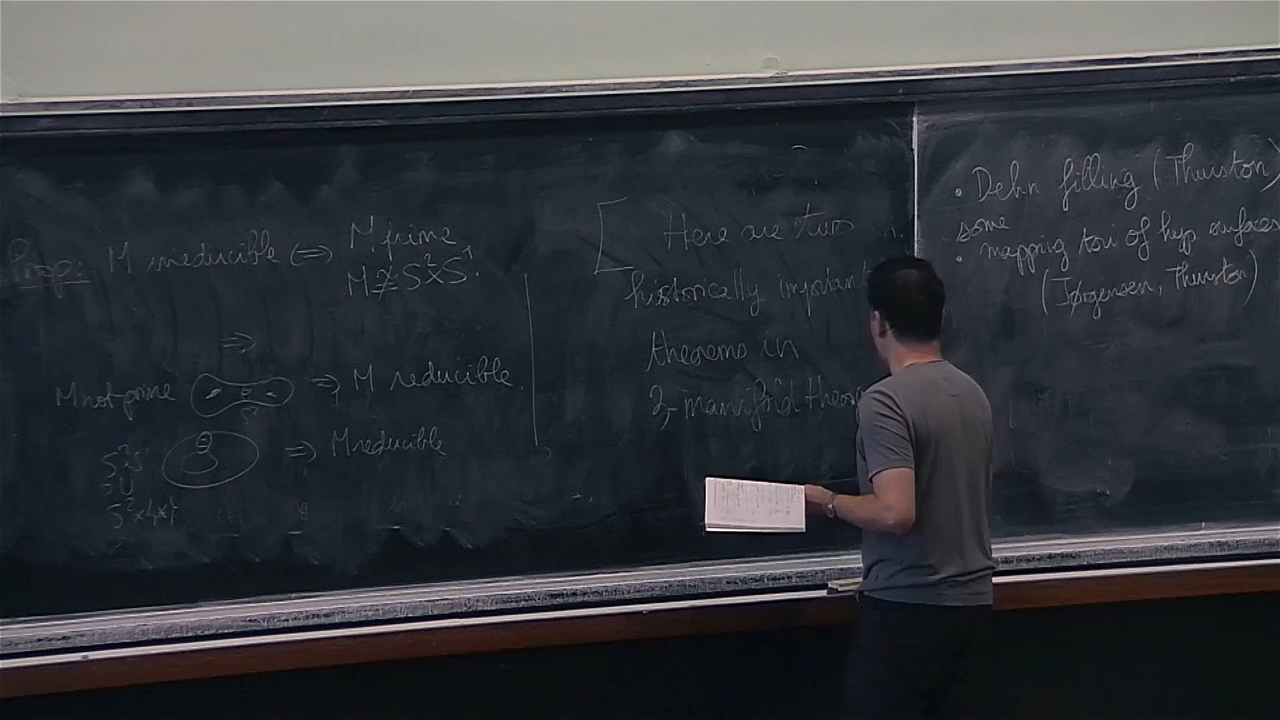 Prop: M irreducible ⟺ M prime
M ≇ S²×S¹.
⇒
M not prime ⇒ M reducible.
S²
S²×S¹ ⇒ M reducible
S²×{*}
[ Here are two
historically important
theorems in
3-manifold theory
• Dehn filling (Thurston)
some
• mapping tori of hyp surfaces
(Jørgensen, Thurston)